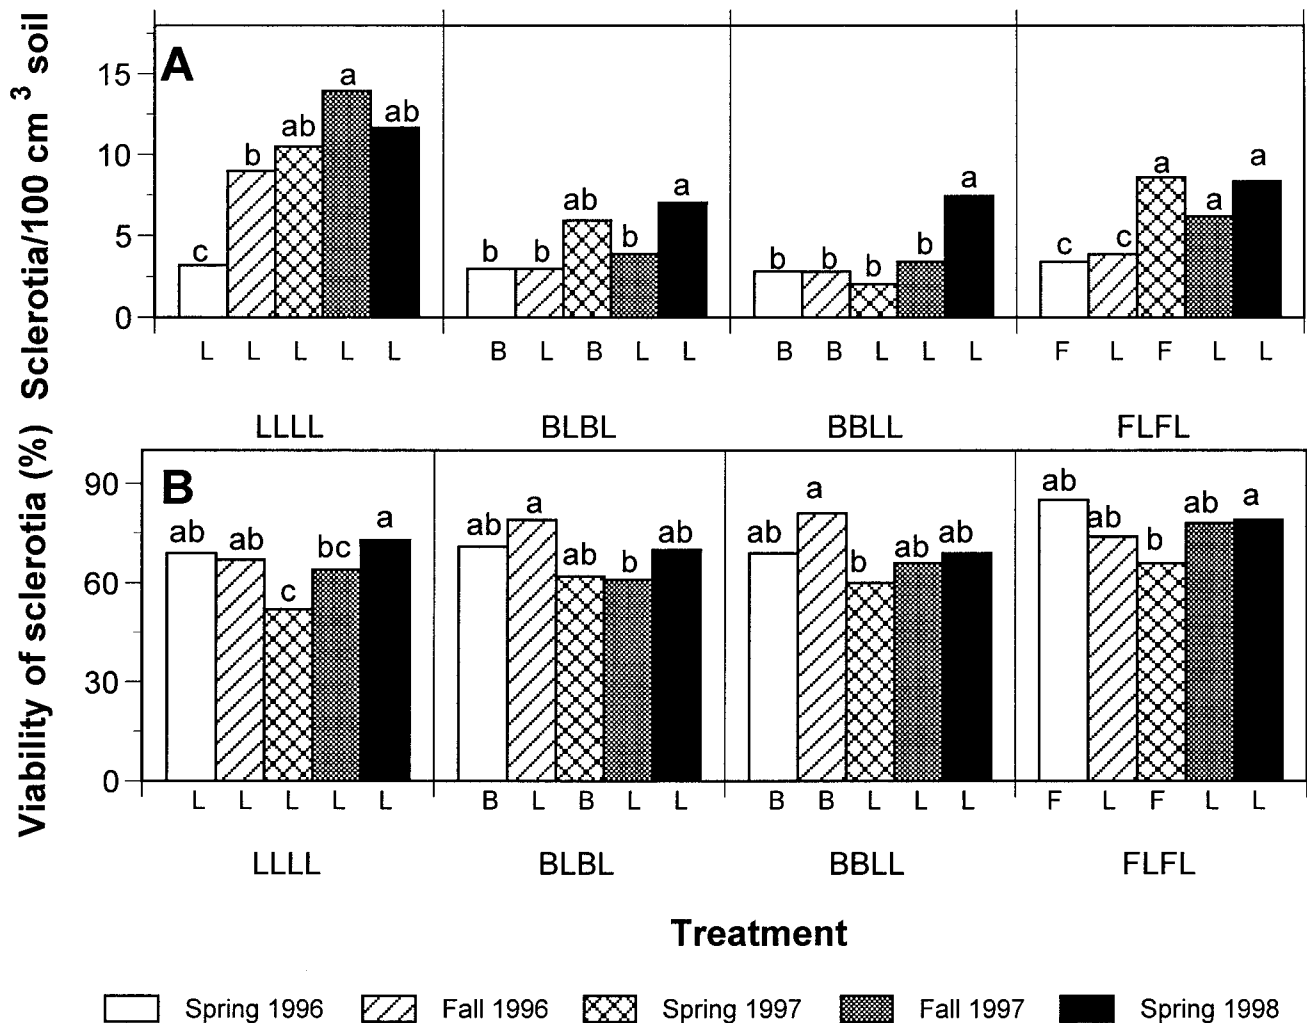 Sclerotia/100 cm 3 soil
A
15
10
5
0
c b ab a ab
b b ab b a
b b b b a
c c a a a
L L L L L
B L B L L
B B L L L
F L F L L
LLLL BLBL BBLL FLFL
Viability of sclerotia (%)
B
90
60
30
0
ab ab c bc a
ab a ab b ab
ab a b ab ab
ab ab b ab a
L L L L L
B L B L L
B B L L L
F L F L L
LLLL BLBL BBLL FLFL
Treatment
Spring 1996 Fall 1996 Spring 1997 Fall 1997 Spring 1998